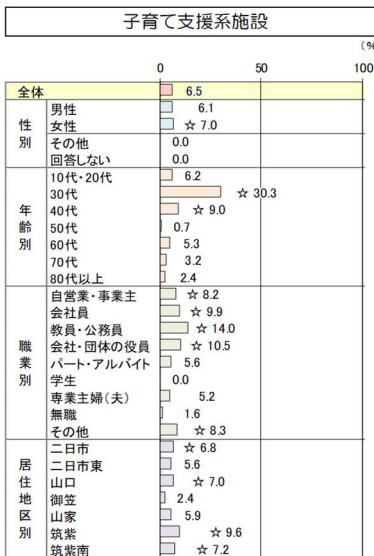 子育て支援系施設
(%
0 50 100
全体 6.5
性別
男性 6.1
女性 ☆ 7.0
その他 0.0
回答しない 0.0
年齢別
10代・20代 6.2
30代 ☆ 30.3
40代 ☆ 9.0
50代 0.7
60代 5.3
70代 3.2
80代以上 2.4
職業別
自営業・事業主 ☆ 8.2
会社員 ☆ 9.9
教員・公務員 ☆ 14.0
会社・団体の役員 ☆ 10.5
パート・アルバイト 5.6
学生 0.0
専業主婦(夫) 5.2
無職 1.6
その他 ☆ 8.3
居住地区別
二日市 ☆ 6.8
二日市東 5.6
山口 ☆ 7.0
御笠 2.4
山家 5.9
筑紫 ☆ 9.6
筑紫南 ☆ 7.2